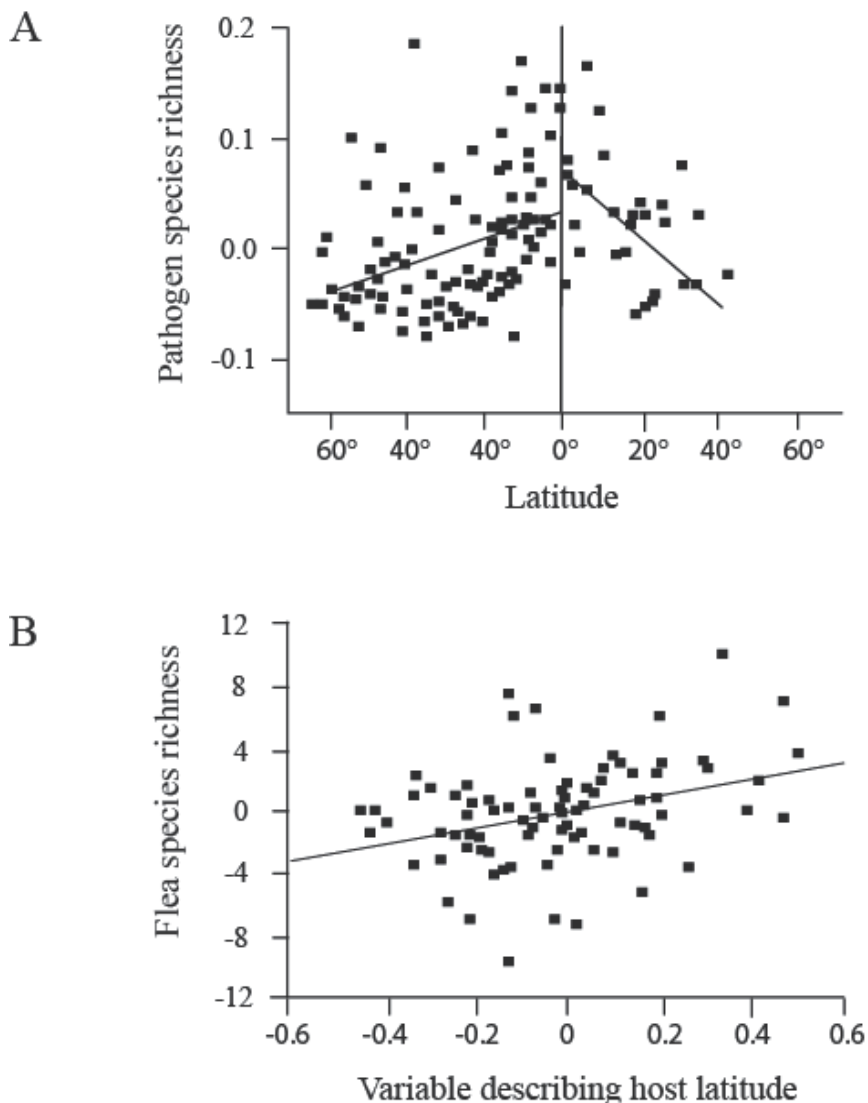 A
Pathogen species richness
0.2
0.1
0.0
-0.1
60° 40° 40° 40° 0° 20° 40° 60°
Latitude
B
Flea species richness
12
8
4
0
-4
-8
-12
-0.6 -0.4 -0.2 0 0.2 0.4 0.6
Variable describing host latitude